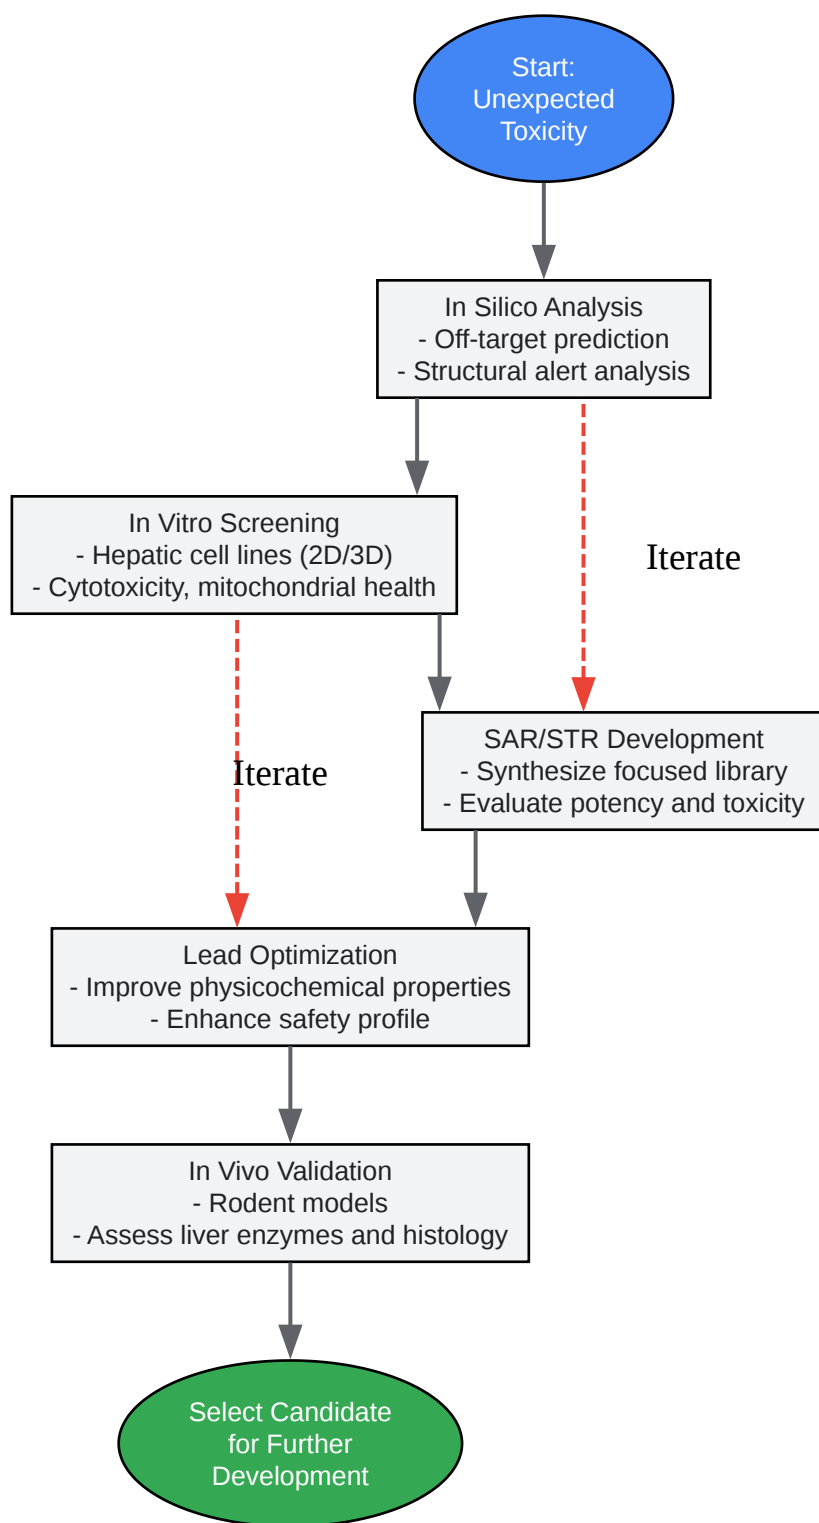 Start:
Unexpected
Toxicity
In Silico Analysis
- Off-target prediction
- Structural alert analysis
In Vitro Screening
- Hepatic cell lines (2D/3D)
- Cytotoxicity, mitochondrial health
Iterate
SAR/STR Development
- Synthesize focused library
- Evaluate potency and toxicity
Iterate
Lead Optimization
- Improve physicochemical properties
- Enhance safety profile
In Vivo Validation
- Rodent models
- Assess liver enzymes and histology
Select Candidate
for Further
Development